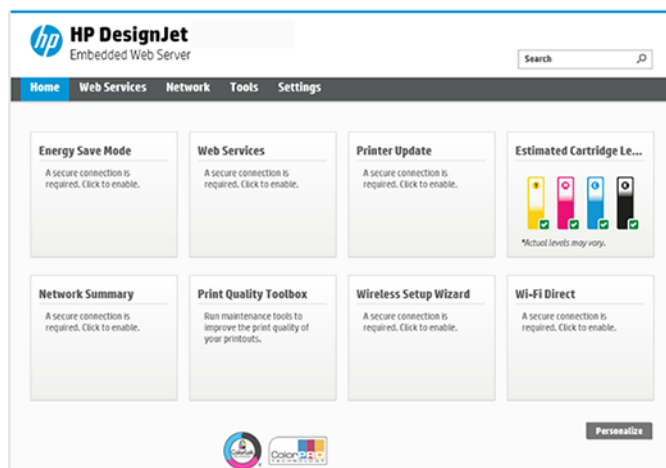 hp
HP DesignJet
Embedded Web Server
Search
Home Web Services Network Tools Settings
Energy Save Mode
A secure connection is
required. Click to enable.
Web Services
A secure connection is
required. Click to enable.
Printer Update
A secure connection is
required. Click to enable.
Estimated Cartridge Le...
*Actual levels may vary.
Network Summary
A secure connection is
required. Click to enable.
Print Quality Toolbox
Run maintenance tools to
improve the print quality of
your printouts.
Wireless Setup Wizard
A secure connection is
required. Click to enable.
Wi-Fi Direct
A secure connection is
required. Click to enable.
Personalize
ColorPRO
TECHNOLOGY